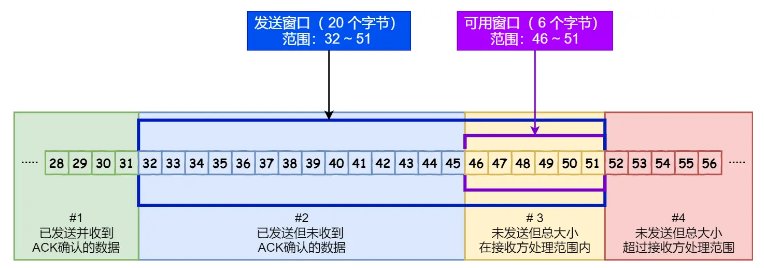 发送窗口（20 个字节）
范围：32 ~ 51
可用窗口（6 个字节）
范围：46 ~ 51
..... 28 29 30 31 32 33 34 35 36 37 38 39 40 41 42 43 44 45 46 47 48 49 50 51 52 53 54 55 56 .....
#1
已发送并收到
ACK确认的数据
#2
已发送但未收到
ACK确认的数据
# 3
未发送但总大小
在接收方处理范围内
#4
未发送但总大小
超过接收方处理范围